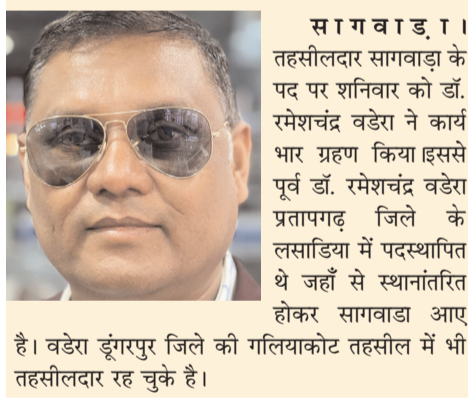 सागवाड़ा।
तहसीलदार सागवाड़ा के
पद पर शनिवार को डॉ.
रमेशचंद्र वडेरा ने कार्य
भार ग्रहण किया।इससे
पूर्व डॉ. रमेशचंद्र वडेरा
प्रतापगढ़ जिले के
लसाडिया में पदस्थापित
थे जहाँ से स्थानांतरित
होकर सागवाडा आए
है। वडेरा डूंगरपुर जिले की गलियाकोट तहसील में भी
तहसीलदार रह चुके है।